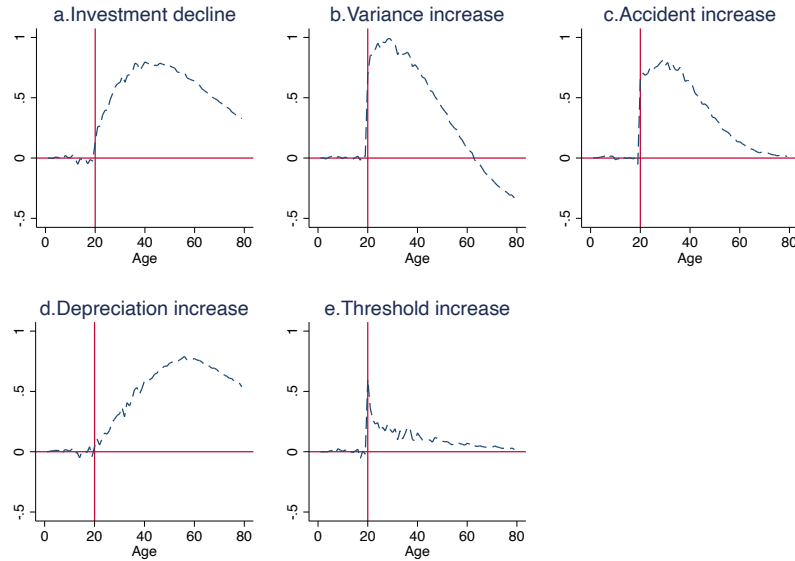 a.Investment decline
b.Variance increase
c.Accident increase
1
.5
0
-.5
0 20 40 60 80
Age
1
.5
0
-.5
0 20 40 60 80
Age
1
.5
0
-.5
0 20 40 60 80
Age
d.Depreciation increase
e.Threshold increase
1
.5
0
-.5
0 20 40 60 80
Age
1
.5
0
-.5
0 20 40 60 80
Age